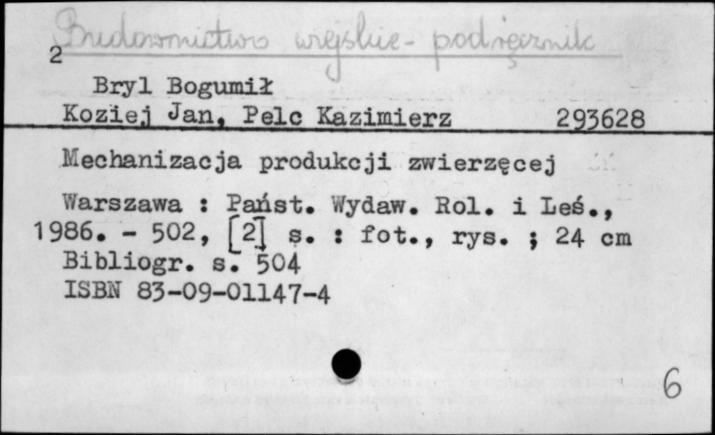 Budownictwo wiejskie - podręcznik
2
Bryl Bogumił
Koziej Jan, Pelc Kazimierz 293628
Mechanizacja produkcji zwierzęcej
Warszawa : Państ. Wydaw. Rol. i Leś.,
1986. - 502, [2] s. : fot., rys. ; 24 cm
Bibliogr. s. 504
ISBN 83-09-01147-4
6